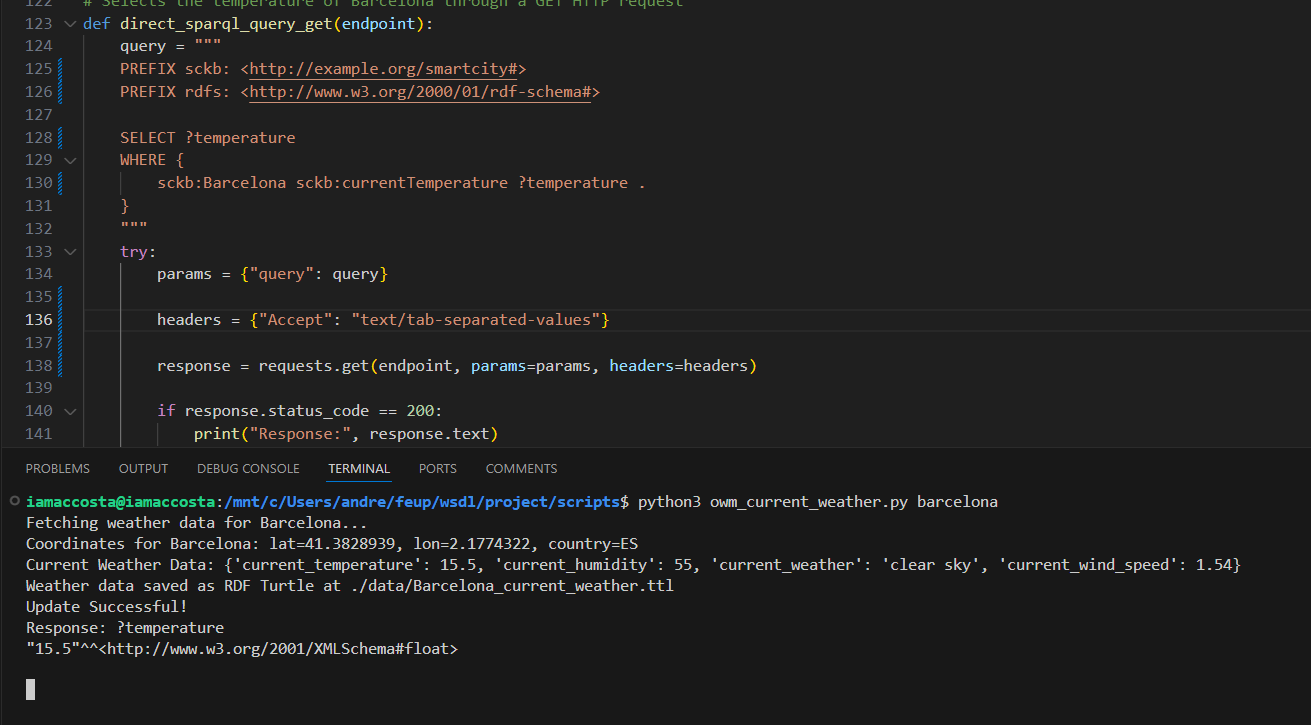 122 # Selects the temperature of Barcelona through a GET HTTP request
123 def direct_sparql_query_get(endpoint):
124 query = """
125 PREFIX sckb: <http://example.org/smartcity#>
126 PREFIX rdfs: <http://www.w3.org/2000/01/rdf-schema#>
127
128 SELECT ?temperature
129 WHERE {
130 sckb:Barcelona sckb:currentTemperature ?temperature .
131 }
132 """
133 try:
134 params = {"query": query}
135
136 headers = {"Accept": "text/tab-separated-values"}
137
138 response = requests.get(endpoint, params=params, headers=headers)
139
140 if response.status_code == 200:
141 print("Response:", response.text)
PROBLEMS OUTPUT DEBUG CONSOLE TERMINAL PORTS COMMENTS
iamaccosta@iamaccosta:/mnt/c/Users/andre/feup/wsdl/project/scripts$ python3 owm_current_weather.py barcelona
Fetching weather data for Barcelona...
Coordinates for Barcelona: lat=41.3828939, lon=2.1774322, country=ES
Current Weather Data: {'current_temperature': 15.5, 'current_humidity': 55, 'current_weather': 'clear sky', 'current_wind_speed': 1.54}
Weather data saved as RDF Turtle at ./data/Barcelona_current_weather.ttl
Update Successful!
Response: ?temperature
"15.5"^^<http://www.w3.org/2001/XMLSchema#float>